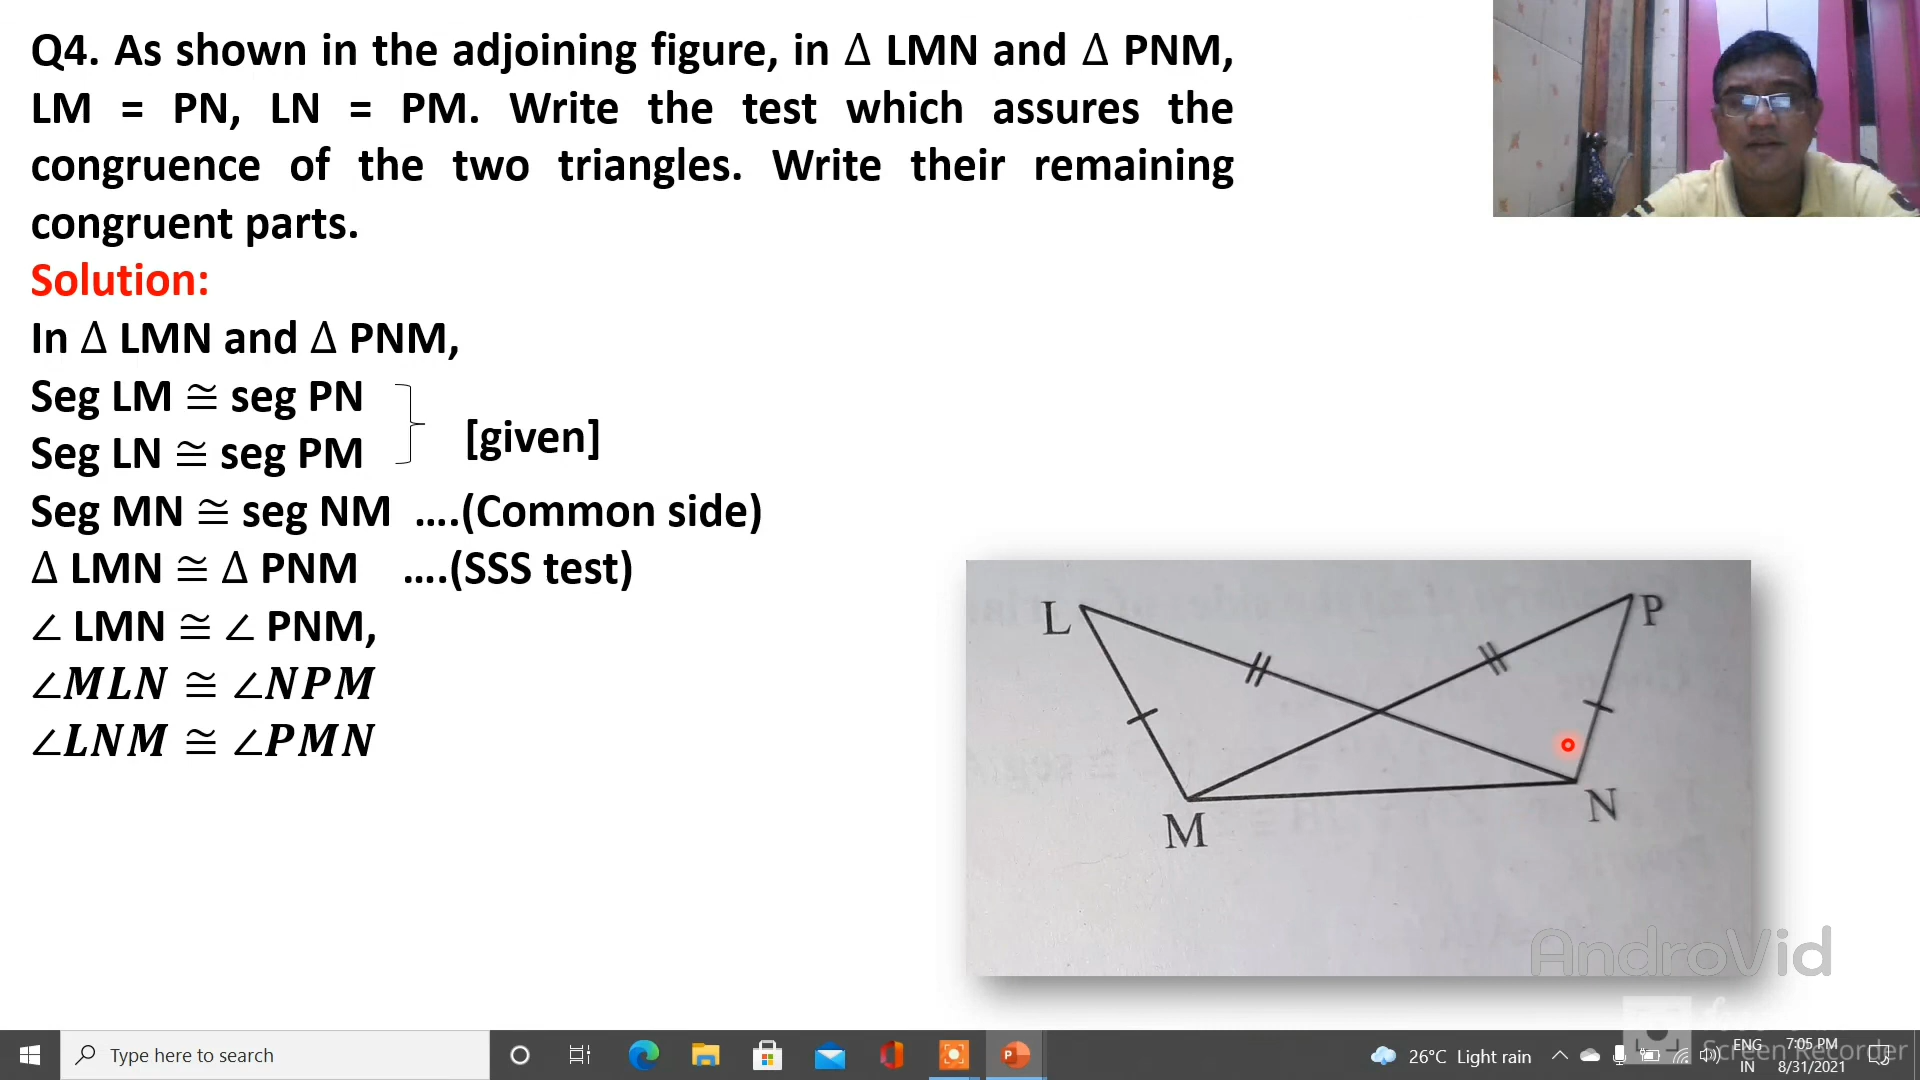 Q4. As shown in the adjoining figure, in Δ LMN and Δ PNM,
LM = PN, LN = PM. Write the test which assures the
congruence of the two triangles. Write their remaining
congruent parts.
Solution:
In Δ LMN and Δ PNM,
Seg LM ≅ seg PN
Seg LN ≅ seg PM
[given]
Seg MN ≅ seg NM ....(Common side)
Δ LMN ≅ Δ PNM ....(SSS test)
∠ LMN ≅ ∠ PNM,
∠MLN ≅ ∠NPM
∠LNM ≅ ∠PMN
L
P
M
N
AndroVid
Screen Recorder
Type here to search
26°C Light rain
ENG
IN
7:05 PM
8/31/2021